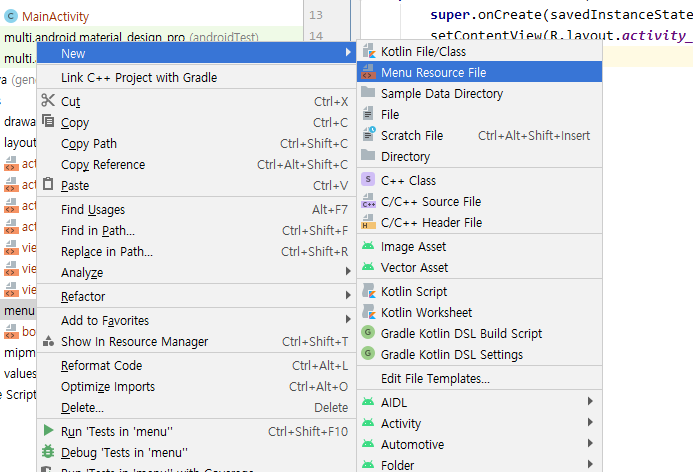 MainActivity
multi.android.material_design_pro (androidTest)
multi.a
va (gene
drawa
layout
act
act
act
act
view
view
view
menu
bo
mipm
values
e Script
13
super.onCreate(savedInstanceState
14
setContentView(R.layout.activity_
New
Link C++ Project with Gradle
Cut Ctrl+X
Copy Ctrl+C
Copy Path Ctrl+Shift+C
Copy Reference Ctrl+Alt+Shift+C
Paste Ctrl+V
Find Usages Alt+F7
Find in Path... Ctrl+Shift+F
Replace in Path... Ctrl+Shift+R
Analyze
Refactor
Add to Favorites
Show In Resource Manager Ctrl+Shift+T
Reformat Code Ctrl+Alt+L
Optimize Imports Ctrl+Alt+O
Delete... Delete
Run 'Tests in 'menu'' Ctrl+Shift+F10
Debug 'Tests in 'menu''
Run 'Tests in 'menu'' with Coverage
Kotlin File/Class
Menu Resource File
Sample Data Directory
File
Scratch File Ctrl+Alt+Shift+Insert
Directory
C++ Class
C/C++ Source File
C/C++ Header File
Image Asset
Vector Asset
Kotlin Script
Kotlin Worksheet
Gradle Kotlin DSL Build Script
Gradle Kotlin DSL Settings
Edit File Templates...
AIDL
Activity
Automotive
Folder